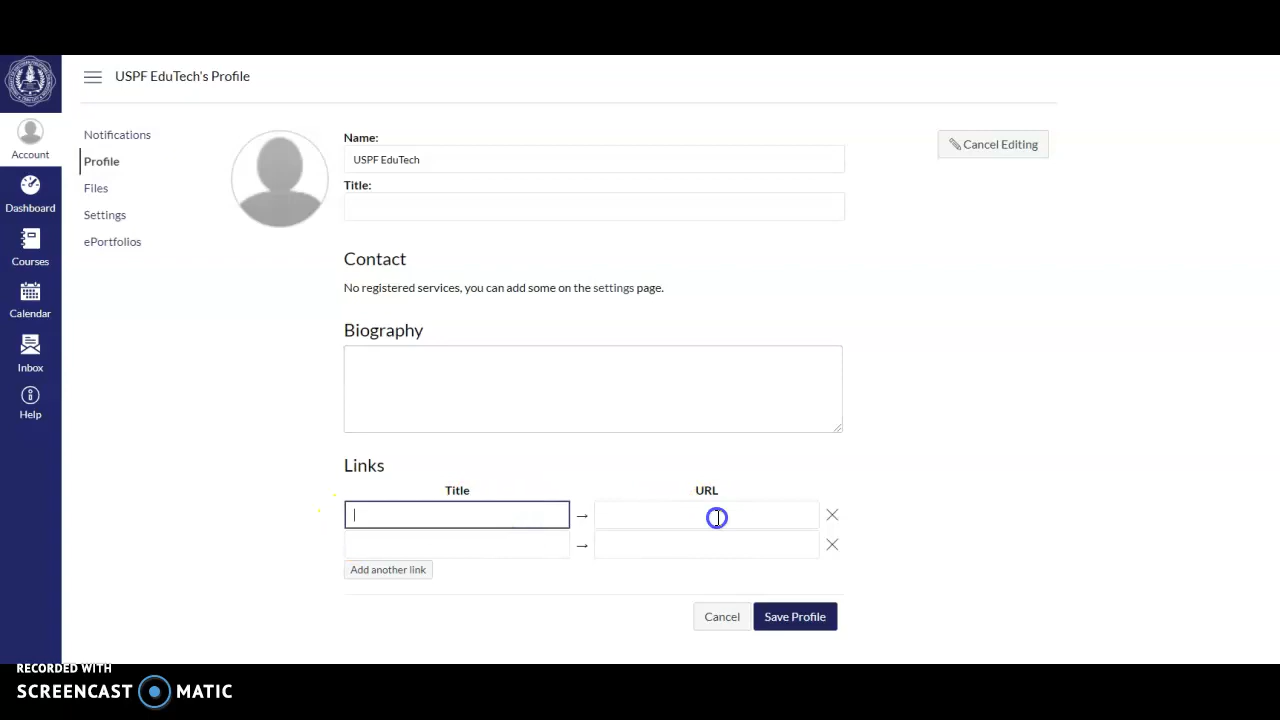 USPF EduTech's Profile
Account
Dashboard
Courses
Calendar
Inbox
Help
Notifications
Profile
Files
Settings
ePortfolios
Name:
USPF EduTech
Title:
Cancel Editing
Contact
No registered services, you can add some on the settings page.
Biography
Links
Title URL
→
→
Add another link
Cancel Save Profile
RECORDED WITH
SCREENCAST MATIC